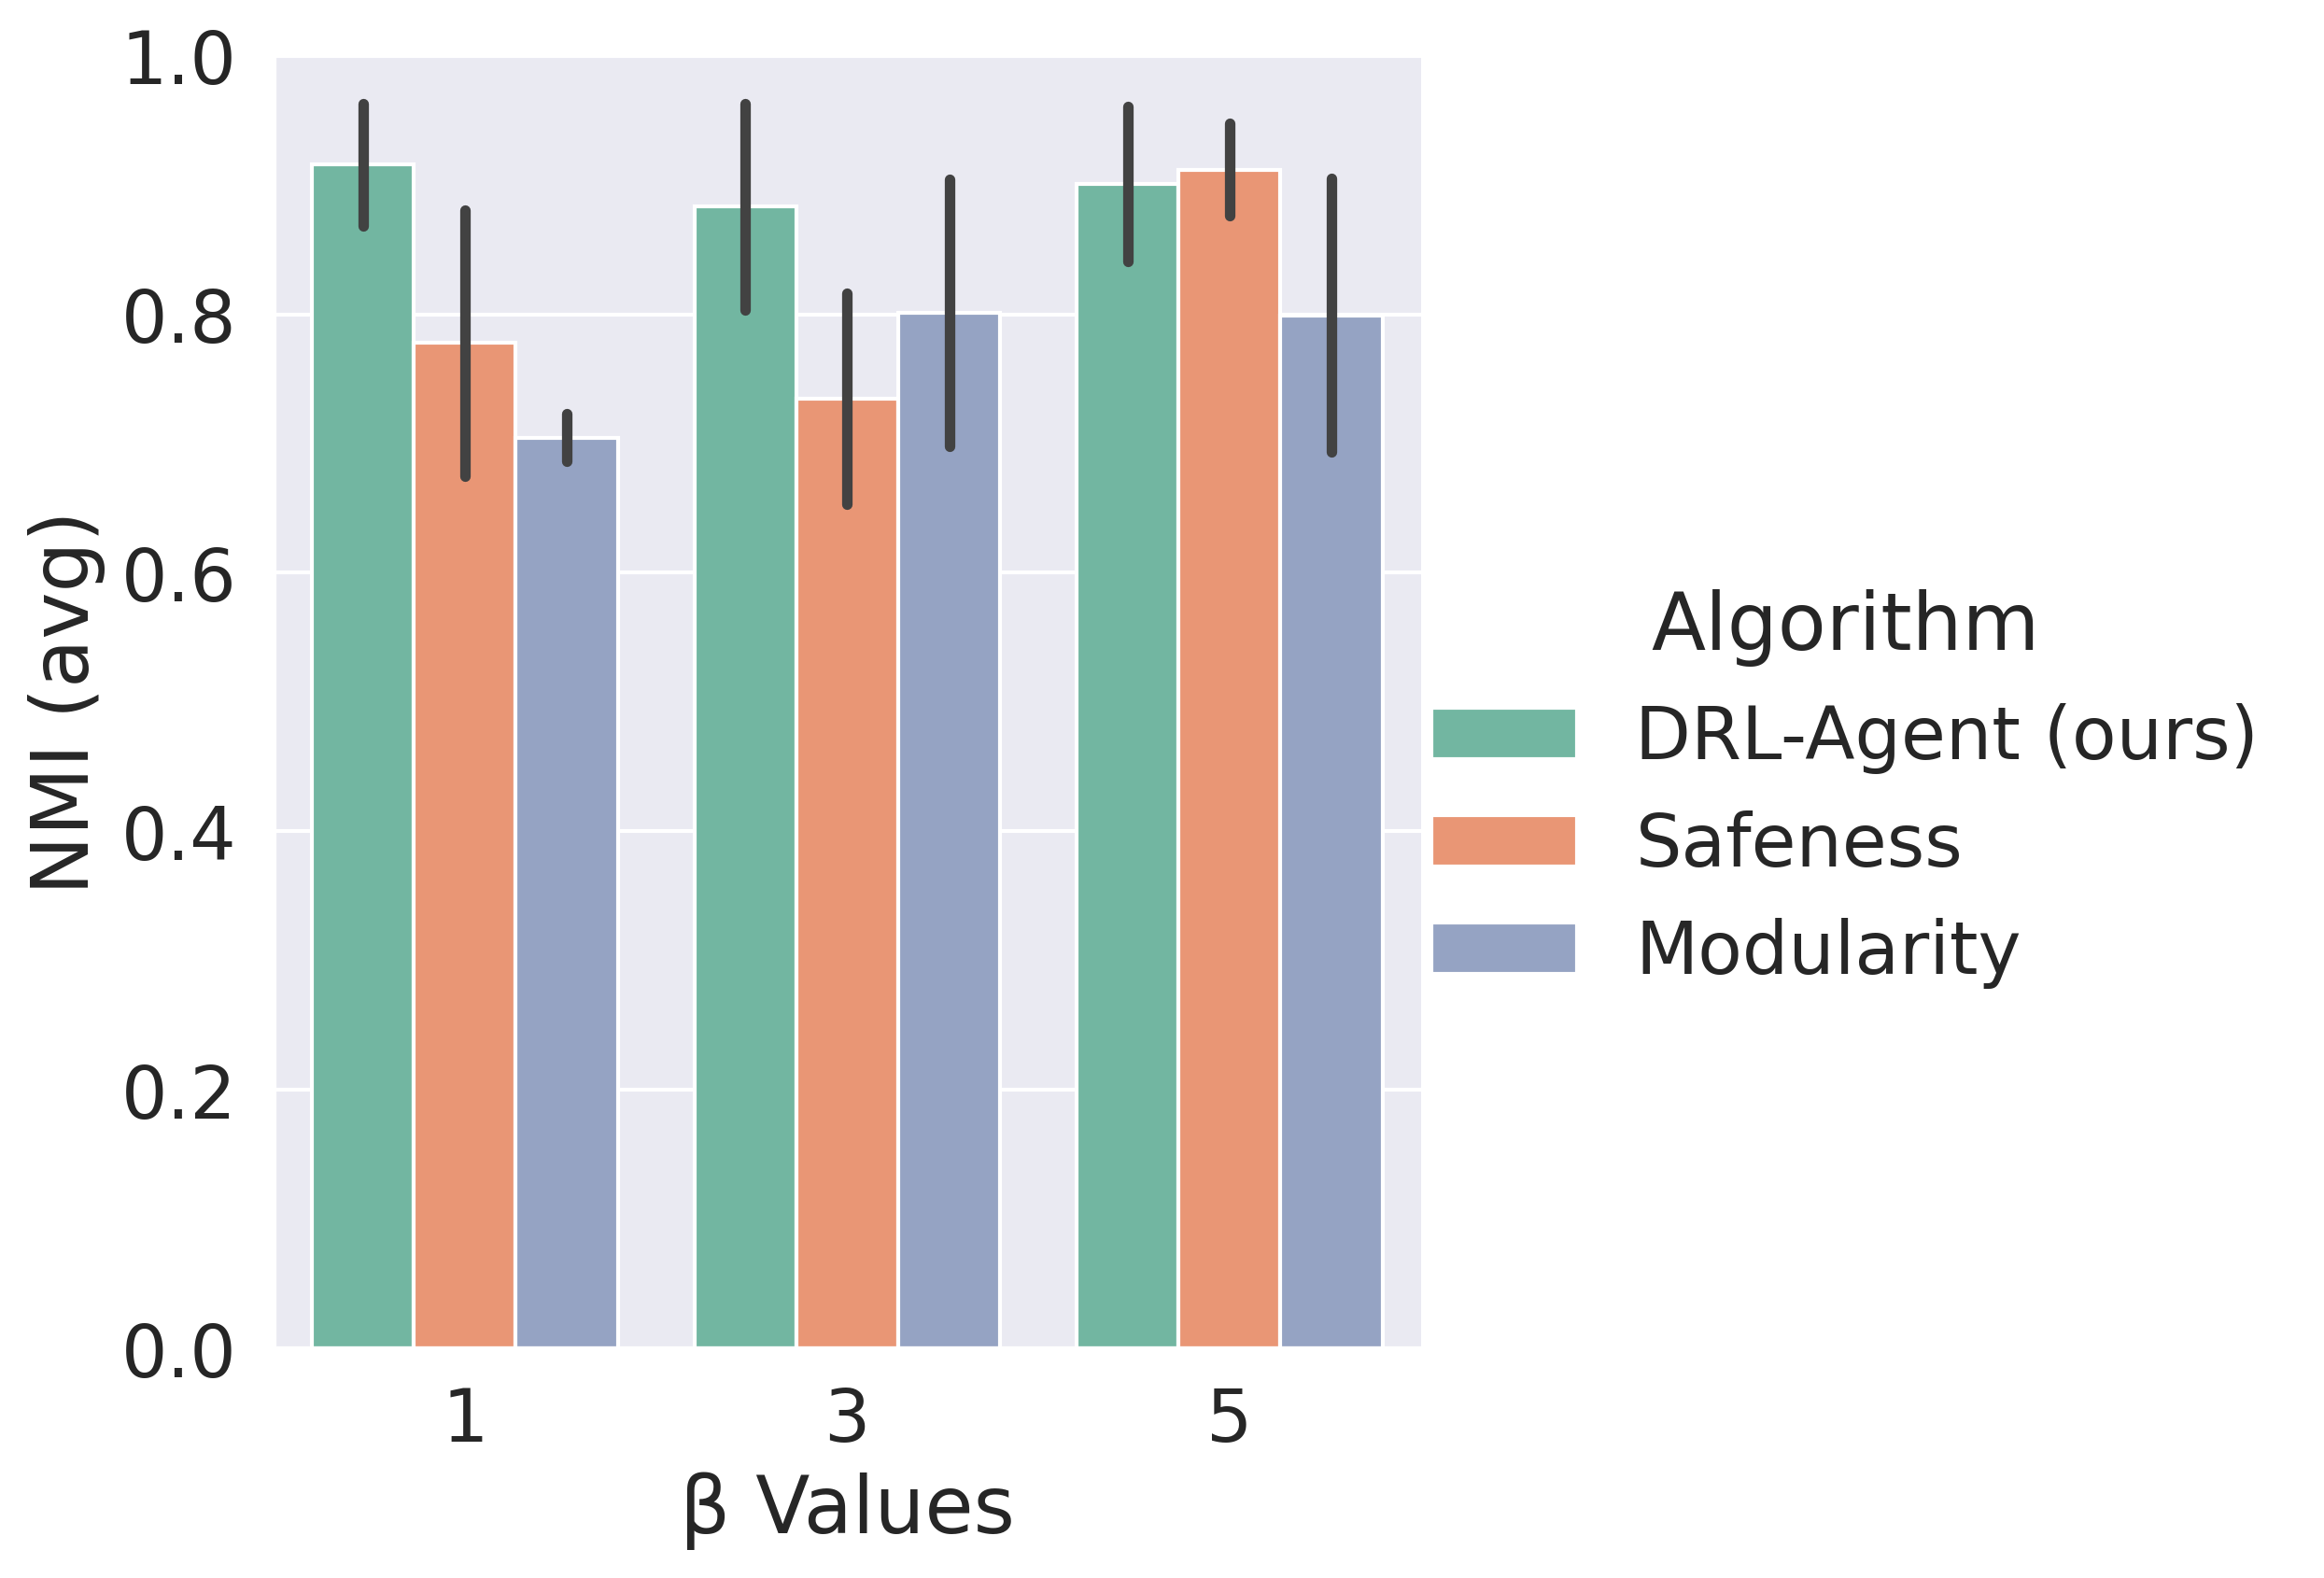 1.0
0.8
0.6
0.4
0.2
0.0
NMI (avg)
1 3 5
β Values
Algorithm
DRL-Agent (ours)
Safeness
Modularity